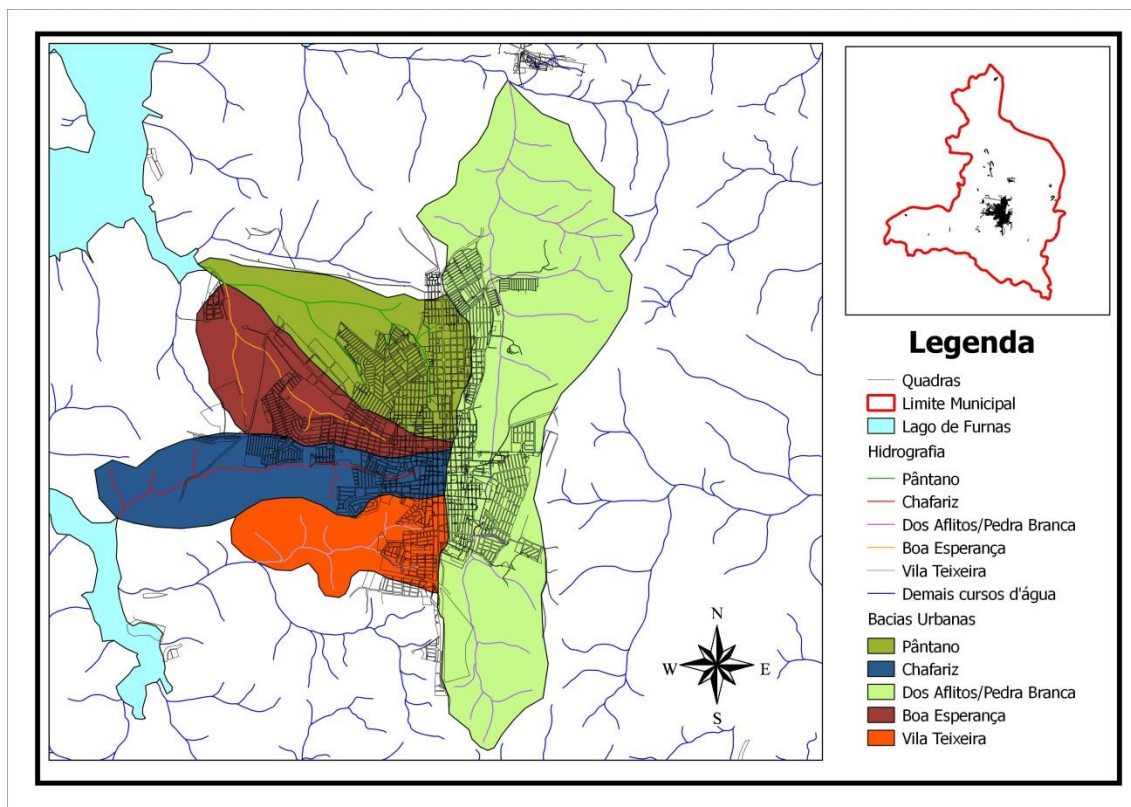 Legenda
Quadras
Limite Municipal
Lago de Furnas
Hidrografia
Pântano
Chafariz
Dos Aflitos/Pedra Branca
Boa Esperança
Vila Teixeira
Demais cursos d'água
Bacias Urbanas
Pântano
Chafariz
Dos Aflitos/Pedra Branca
Boa Esperança
Vila Teixeira
N
W E
S